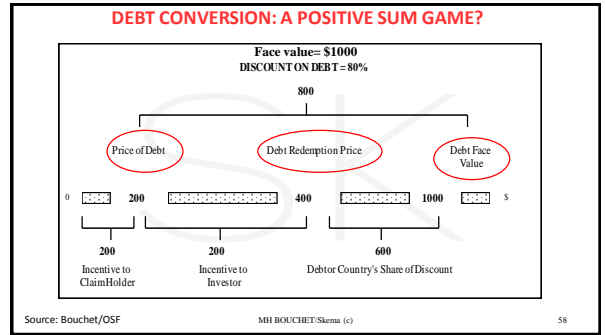 DEBT CONVERSION: A POSITIVE SUM GAME?
Face value= $1000
DISCOUNT ON DEBT = 80%
800
Price of Debt
Debt Redemption Price
Debt Face
Value
0 200 400 1000 $
200 200 600
Incentive to
ClaimHolder
Incentive to
Investor
Debtor Country's Share of Discount
SK
Source: Bouchet/OSF MH BOUCHET/Skema (c) 58